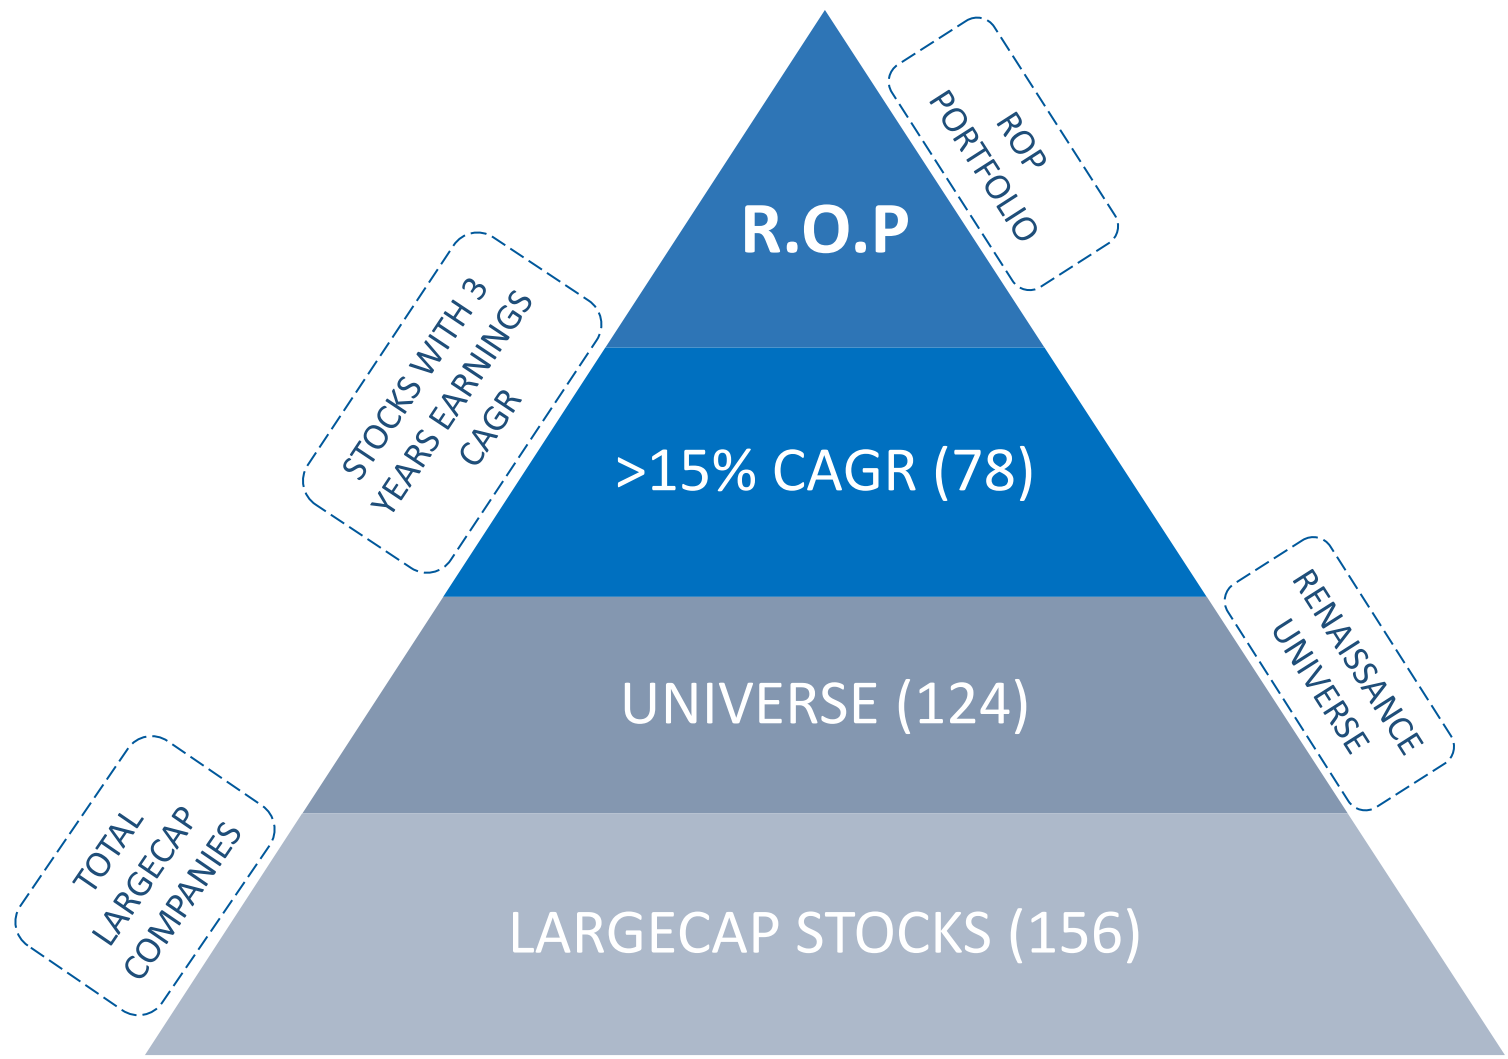 ROP
PORTFOLIO
R.O.P
STOCKS WITH 3
YEARS EARNINGS
CAGR
>15% CAGR (78)
RENAISSANCE
UNIVERSE
UNIVERSE (124)
TOTAL
LARGECAP
COMPANIES
LARGECAP STOCKS (156)